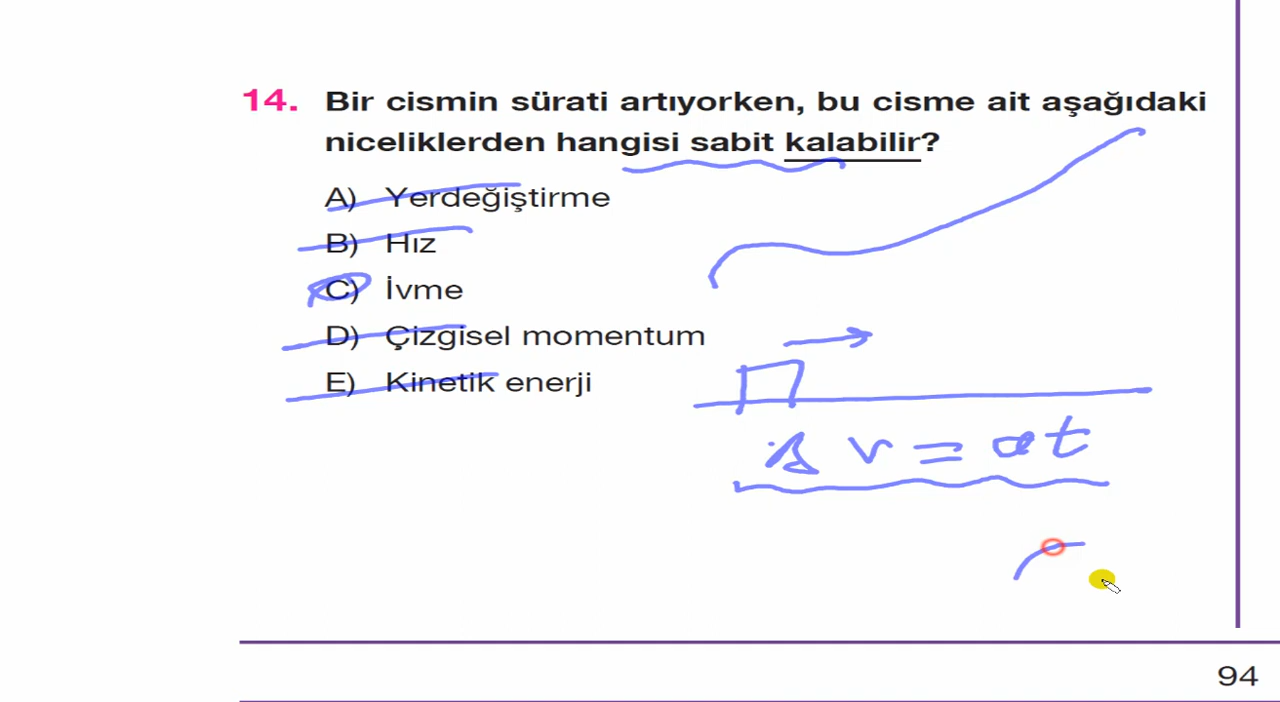 14. Bir cismin sürati artıyorken, bu cisme ait aşağıdaki
niceliklerden hangisi sabit kalabilir?
A) Yerdeğiştirme
B) Hız
C) İvme
D) Çizgisel momentum
E) Kinetik enerji
v = at
94